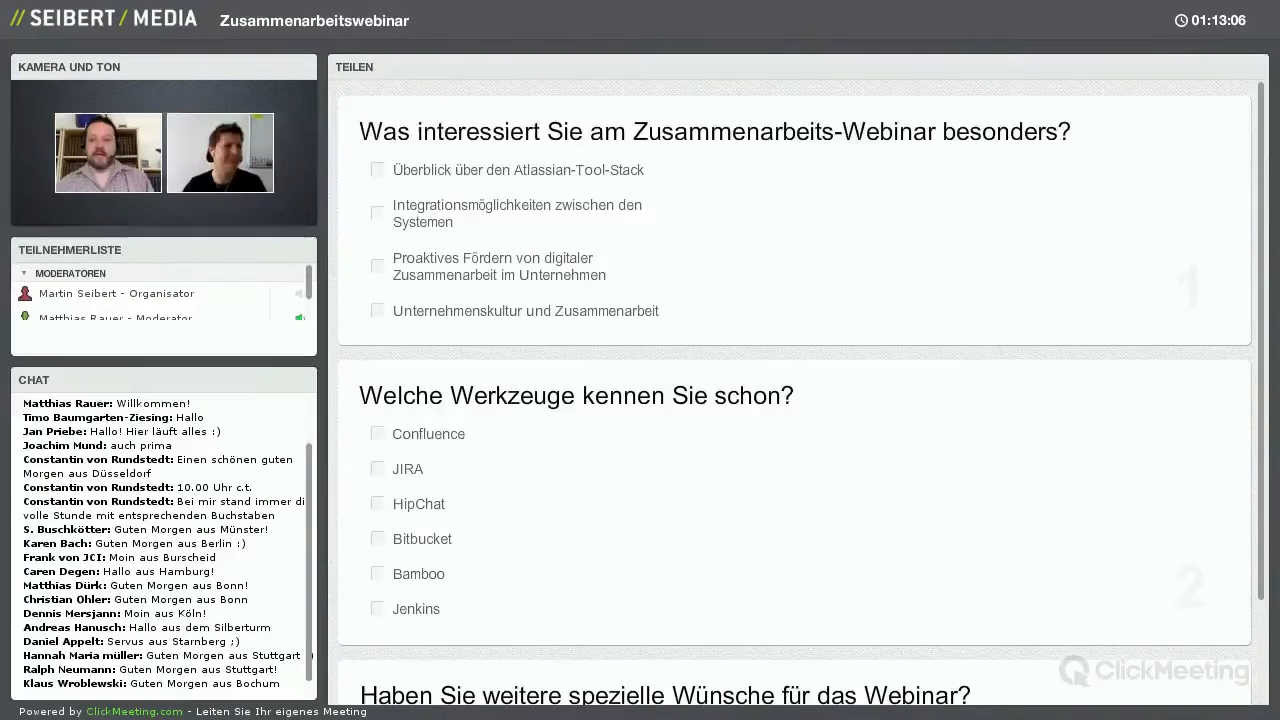 // SEIBERT / MEDIA
Zusammenarbeitswebinar
01:13:06
KAMERA UND TON
TEILNEHMERLISTE
MODERATOREN
Martin Seibert - Organisator
Matthias Rauer - Moderator
CHAT
Matthias Rauer: Willkommen!
Timo Baumgarten-Ziesing: Hallo
Jan Priebe: Hallo! Hier läuft alles :)
Joachim Mund: auch prima
Constantin von Rundstedt: Einen schönen guten
Morgen aus Düsseldorf
Constantin von Rundstedt: 10.00 Uhr c.t.
Constantin von Rundstedt: Bei mir stand immer di
volle Stunde mit entsprechenden Buchstaben
S. Buschkötter: Guten Morgen aus Münster!
Karen Bach: Guten Morgen aus Berlin :)
Frank von JCI: Moin aus Burscheid
Caren Degen: Hallo aus Hamburg!
Matthias Dürk: Guten Morgen aus Bonn!
Christian Ohler: Guten Morgen aus Bonn
Dennis Mersjann: Moin aus Köln!
Andreas Hanusch: Hallo aus dem Silberturm
Daniel Appelt: Servus aus Starnberg ;)
Hannah Maria müller: Guten Morgen aus Stuttgart :)
Ralph Neumann: Guten Morgen aus Stuttgart!
Klaus Wroblewski: Guten Morgen aus Bochum
TEILEN
Was interessiert Sie am Zusammenarbeits-Webinar besonders?
Überblick über den Atlassian-Tool-Stack
Integrationsmöglichkeiten zwischen den
Systemen
Proaktives Fördern von digitaler
Zusammenarbeit im Unternehmen
Unternehmenskultur und Zusammenarbeit
1
Welche Werkzeuge kennen Sie schon?
Confluence
JIRA
HipChat
Bitbucket
Bamboo
Jenkins
2
Haben Sie weitere spezielle Wünsche für das Webinar?
ClickMeeting
Powered by ClickMeeting.com - Leiten Sie Ihr eigenes Meeting